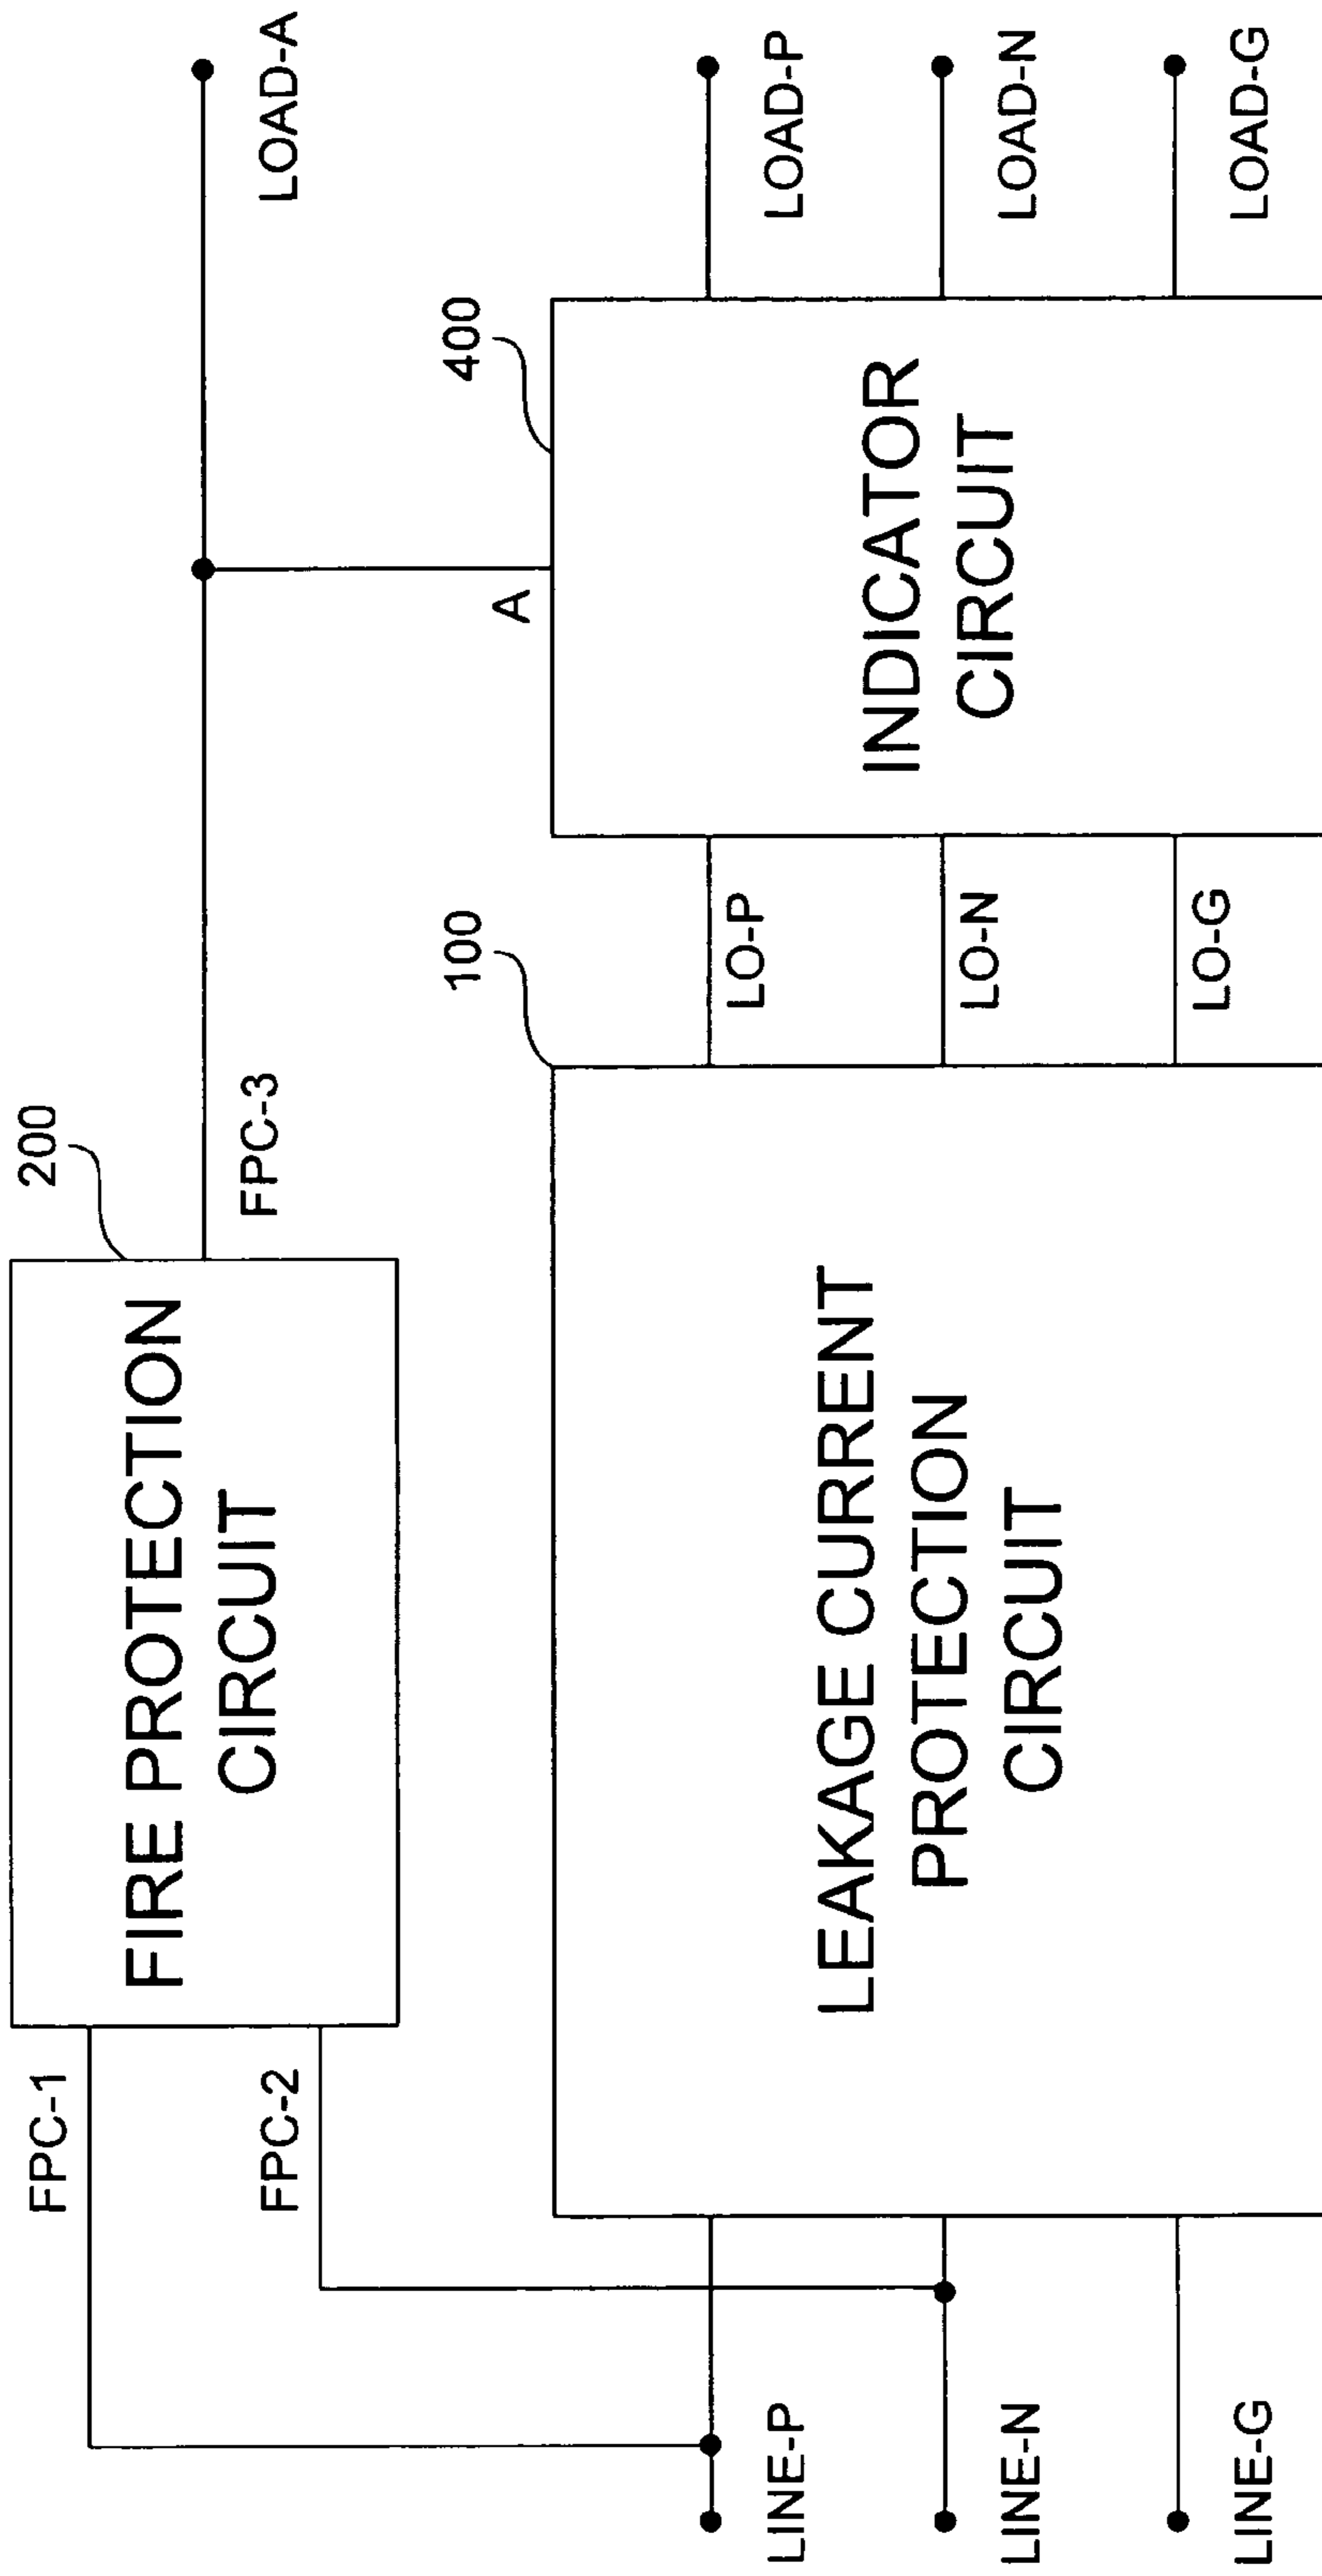 200
FIRE PROTECTION
CIRCUIT
FPC-1
FPC-2
FPC-3
LOAD-A
100
LEAKAGE CURRENT
PROTECTION
CIRCUIT
LINE-P
LINE-N
LINE-G
LO-P
LO-N
LO-G
400
A
INDICATOR
CIRCUIT
LOAD-P
LOAD-N
LOAD-G